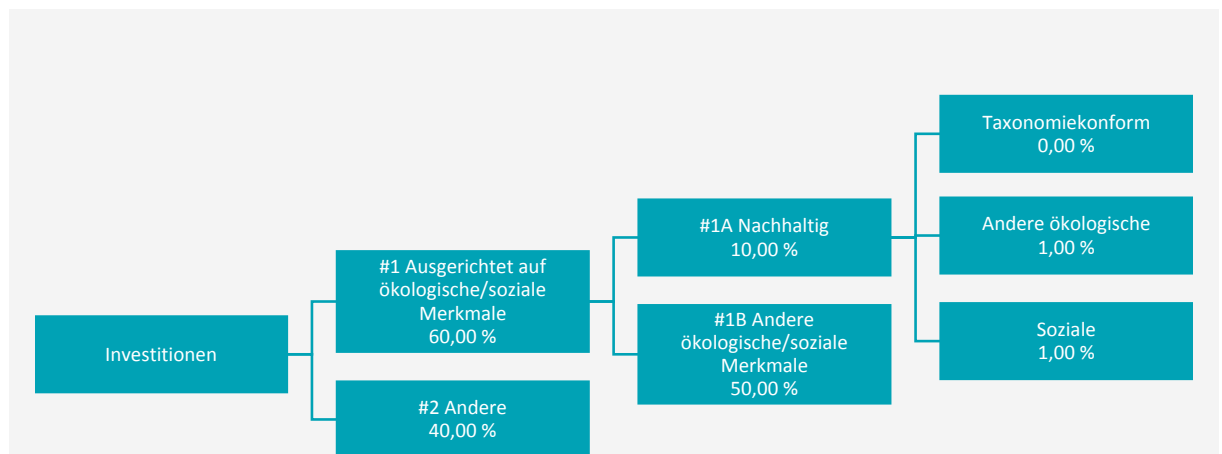 Investitionen
#1 Ausgerichtet auf
ökologische/soziale
Merkmale
60,00 %
#2 Andere
40,00 %
#1A Nachhaltig
10,00 %
#1B Andere
ökologische/soziale
Merkmale
50,00 %
Taxonomiekonform
0,00 %
Andere ökologische
1,00 %
Soziale
1,00 %